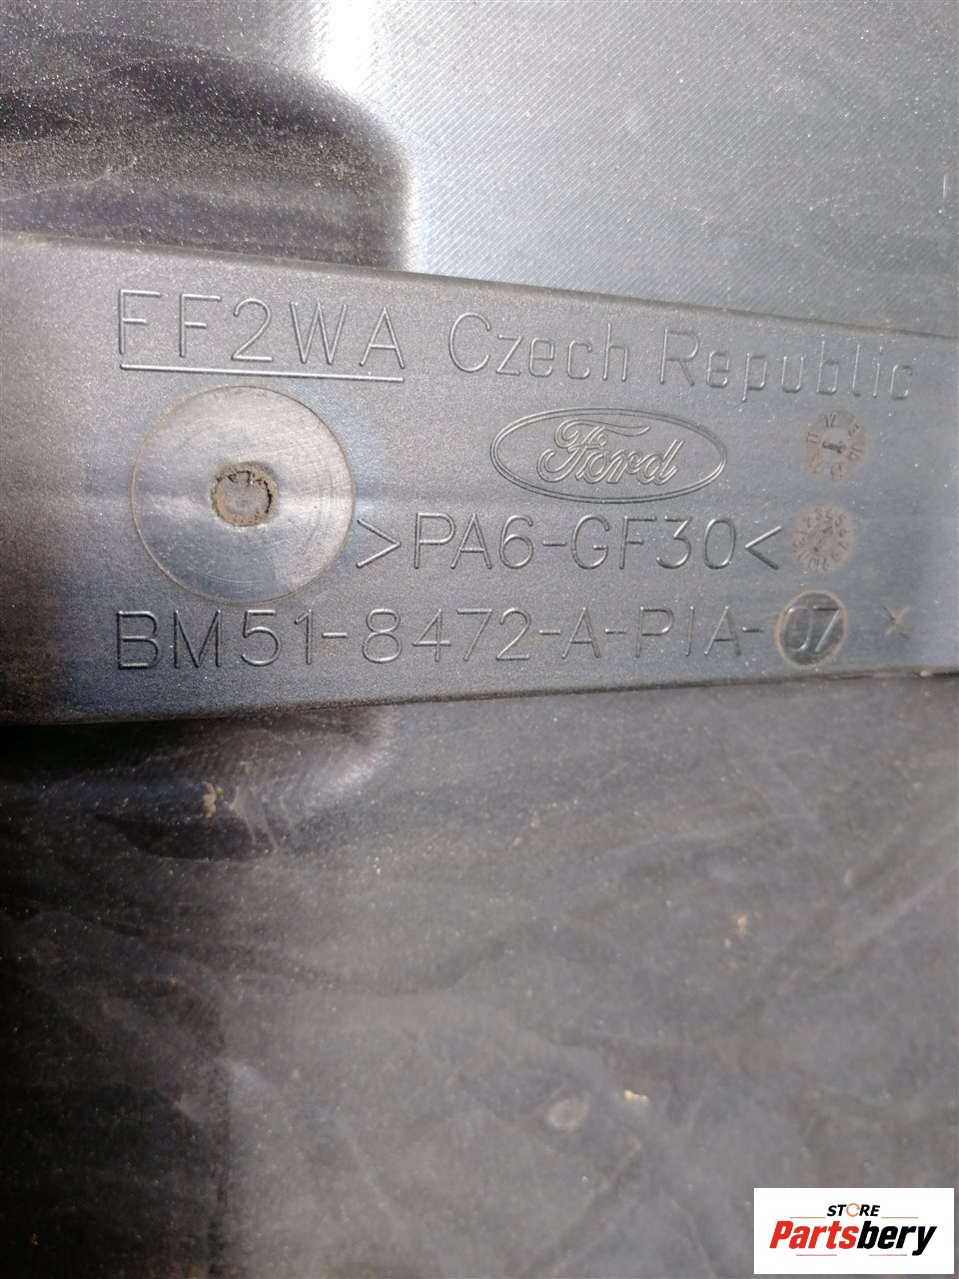 FF2WA Czech Republic
Ford
>PA6-GF30<
BM51-8472-A-PIA-07 X
STORE
Partsbery